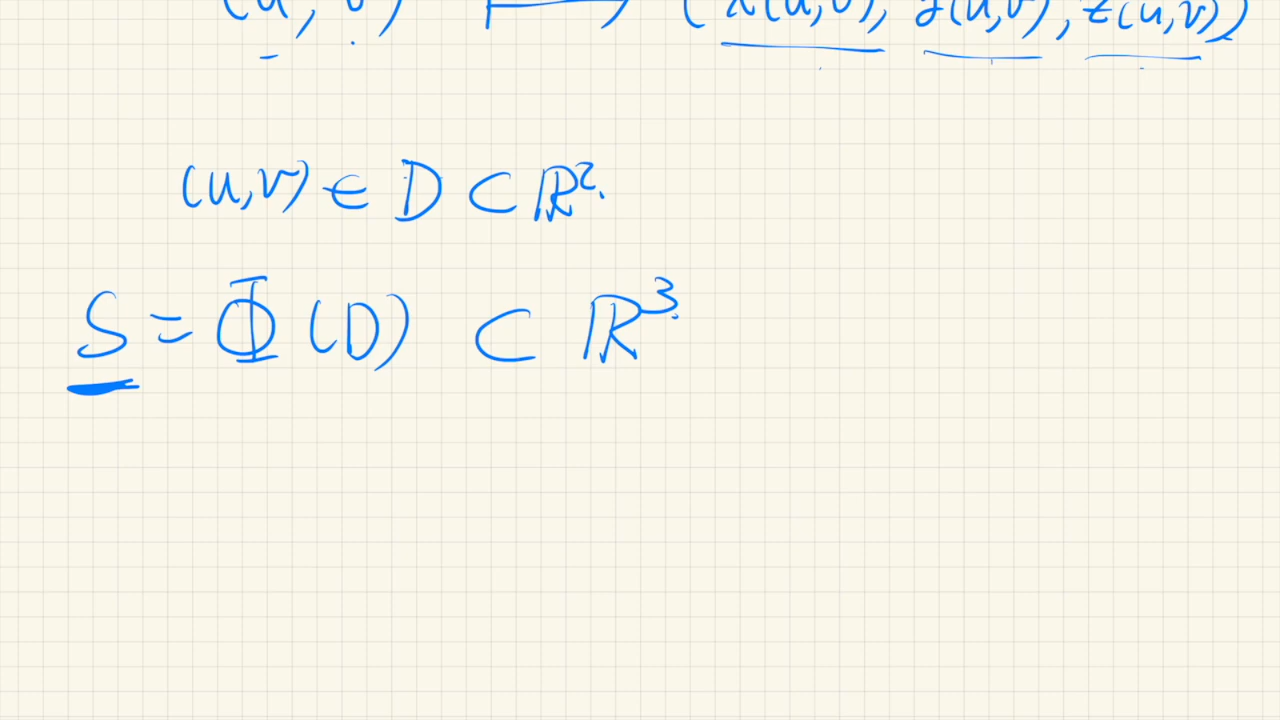 (u, v) ⟼ (x(u,v), y(u,v), z(u,v))
(u,v) ∈ D ⊂ ℝ².
S = Φ(D) ⊂ ℝ³.